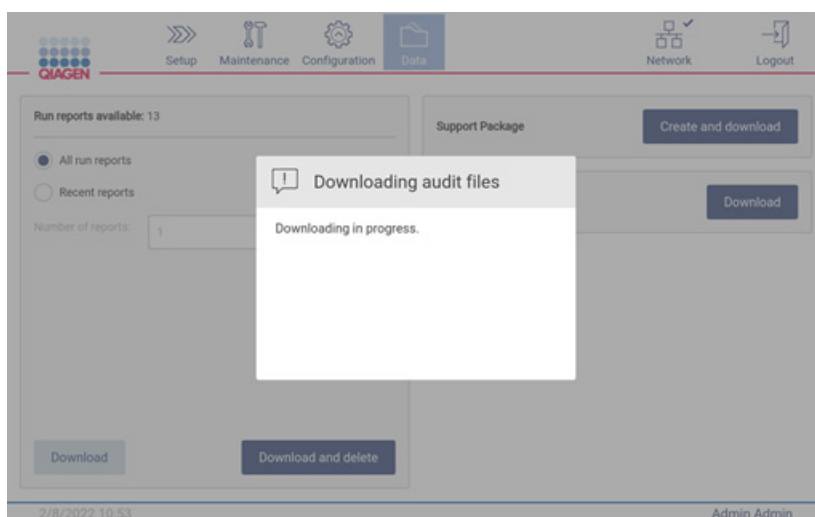 QIAGEN
Setup
Maintenance
Configuration
Data
Network
Logout
Run reports available: 13
All run reports
Recent reports
Number of reports:
1
Download
Download and delete
Support Package
Create and download
Download
Downloading audit files
Downloading in progress.
2/8/2022 10:53
Admin Admin